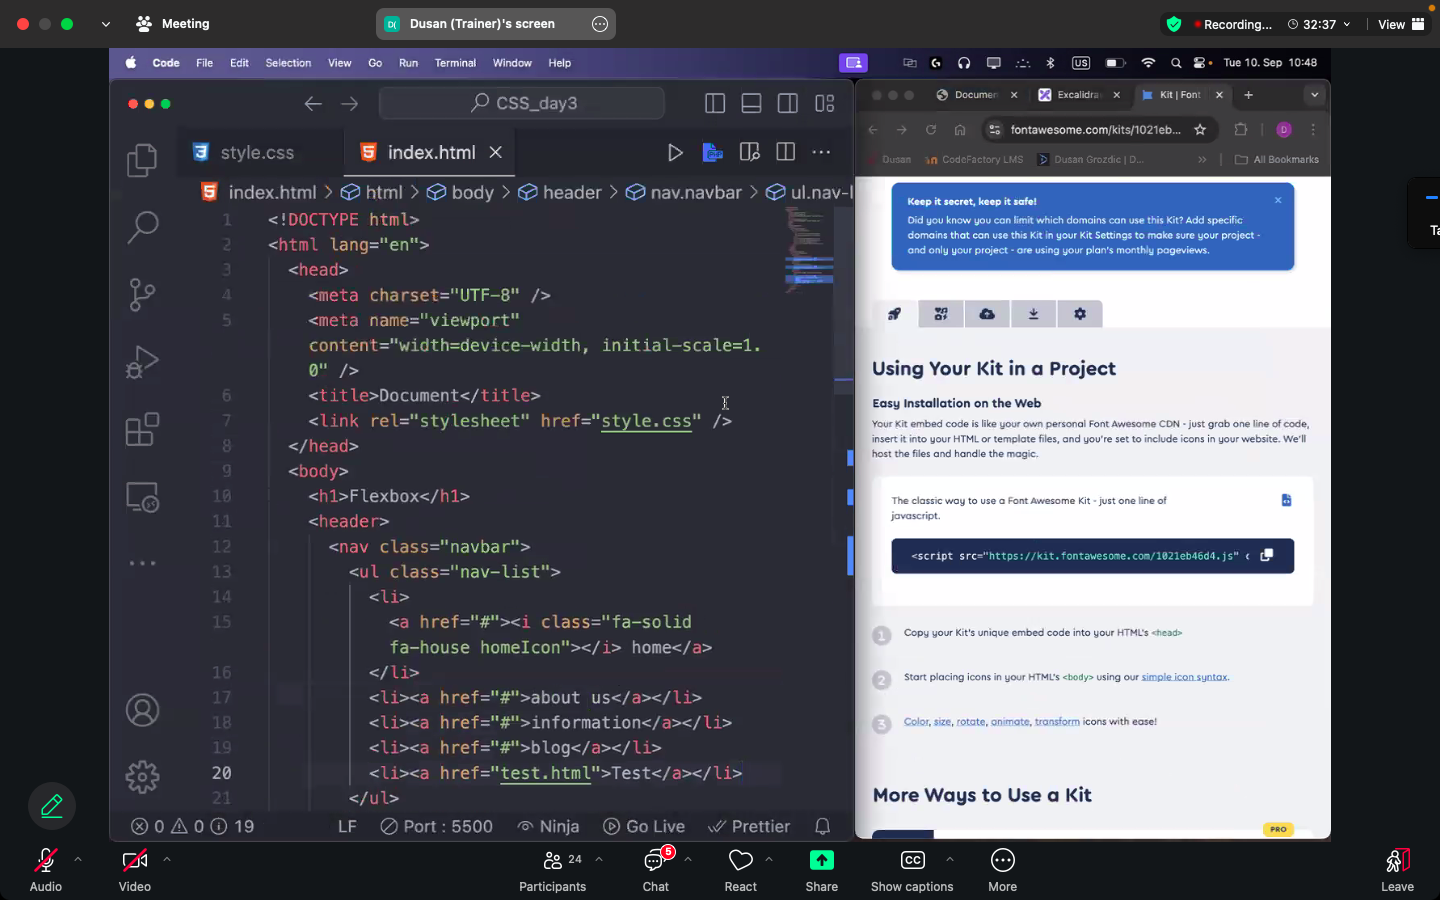 Meeting
D(
Dusan (Trainer)'s screen
Recording...
32:37
View
Code File Edit Selection View Go Run Terminal Window Help
US
Tue 10. Sep 10:48
CSS_day3
style.css
index.html
index.html > html > body > header > nav.navbar > ul.nav-l
1 <!DOCTYPE html>
2 <html lang="en">
3 <head>
4 <meta charset="UTF-8" />
5 <meta name="viewport"
content="width=device-width, initial-scale=1.
0" />
6 <title>Document</title>
7 <link rel="stylesheet" href="style.css" />
8 </head>
9 <body>
10 <h1>Flexbox</h1>
11 <header>
12 <nav class="navbar">
13 <ul class="nav-list">
14 <li>
15 <a href="#"><i class="fa-solid
fa-house homeIcon"></i> home</a>
16 </li>
17 <li><a href="#">about us</a></li>
18 <li><a href="#">information</a></li>
19 <li><a href="#">blog</a></li>
20 <li><a href="test.html">Test</a></li>
21 </ul>
0 0 19
LF
Port : 5500
Ninja
Go Live
Prettier
Documen
Excalidra
Kit | Font
fontawesome.com/kits/1021eb...
D
Dusan
CodeFactory LMS
Dusan Grozdic | D...
All Bookmarks
Keep it secret, keep it safe!
Did you know you can limit which domains can use this Kit? Add specific
domains that can use this Kit in your Kit Settings to make sure your project -
and only your project - are using your plan's monthly pageviews.
Using Your Kit in a Project
Easy Installation on the Web
Your Kit embed code is like your own personal Font Awesome CDN - just grab one line of code,
insert it into your HTML or template files, and you're set to include icons in your website. We'll
host the files and handle the magic.
The classic way to use a Font Awesome Kit - just one line of
javascript.
<script src="https://kit.fontawesome.com/1021eb46d4.js" c
1 Copy your Kit's unique embed code into your HTML's <head>
2 Start placing icons in your HTML's <body> using our simple icon syntax.
3 Color, size, rotate, animate, transform icons with ease!
More Ways to Use a Kit
PRO
Ta
Audio
Video
24
Participants
5
Chat
React
Share
CC
Show captions
More
Leave